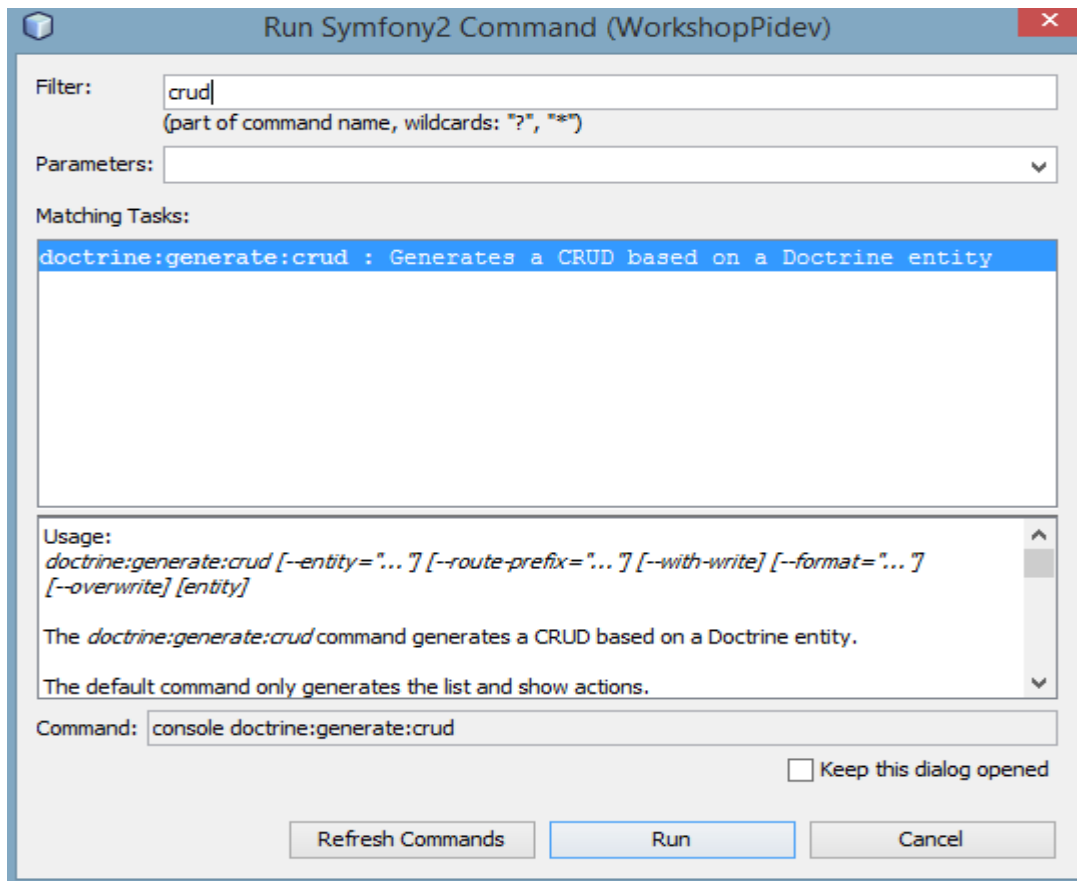 Run Symfony2 Command (WorkshopPidev)
Filter:
crud
(part of command name, wildcards: "?", "*")
Parameters:
Matching Tasks:
doctrine:generate:crud : Generates a CRUD based on a Doctrine entity
Usage:
doctrine:generate:crud [--entity="..."] [--route-prefix="..."] [--with-write] [--format="..."]
[--overwrite] [entity]
The doctrine:generate:crud command generates a CRUD based on a Doctrine entity.
The default command only generates the list and show actions.
Command: console doctrine:generate:crud
Keep this dialog opened
Refresh Commands
Run
Cancel